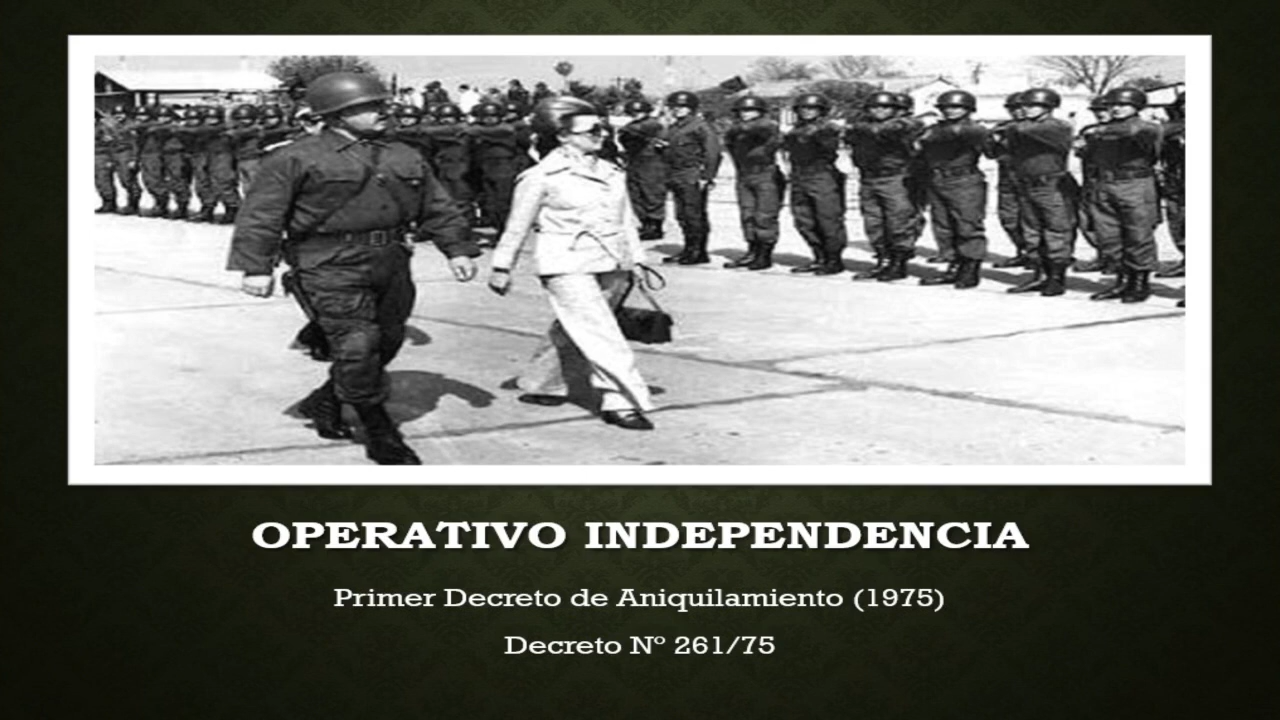 OPERATIVO INDEPENDENCIA
Primer Decreto de Aniquilamiento (1975)
Decreto Nº 261/75